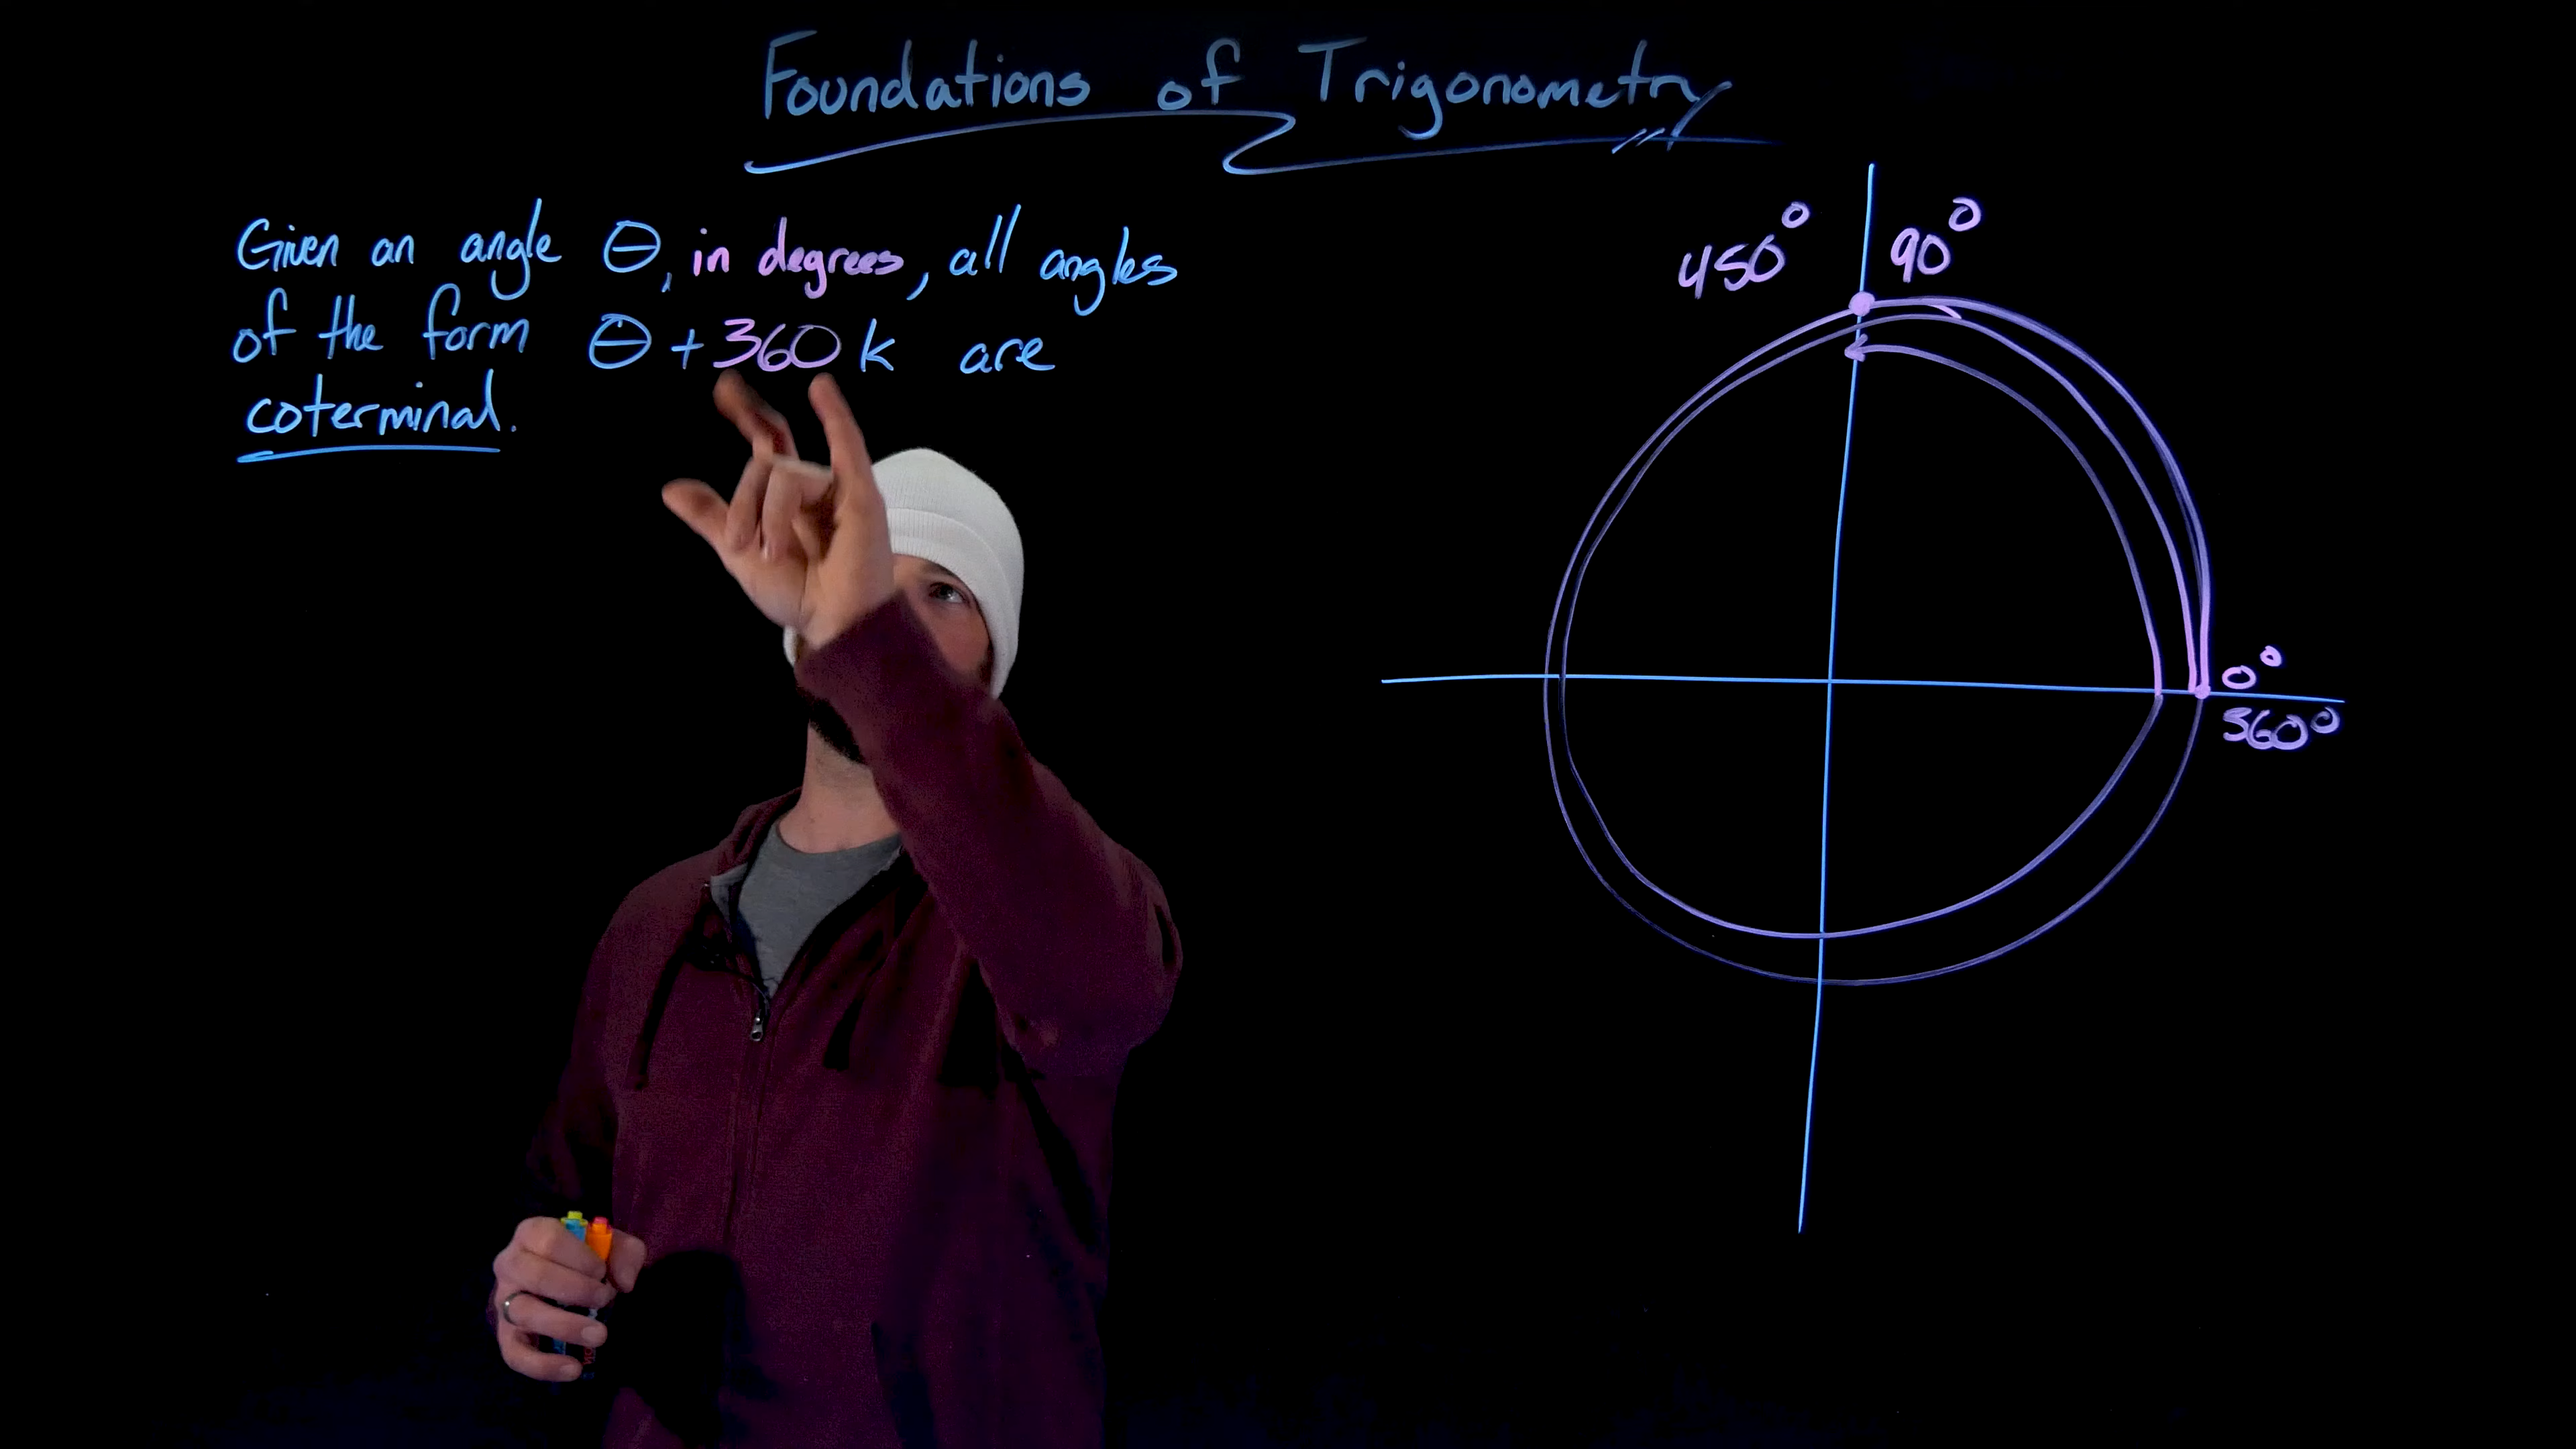 Foundations of Trigonometry
Given an angle θ, in degrees, all angles
of the form θ + 360 k are
coterminal.
450° 90°
0°
360°